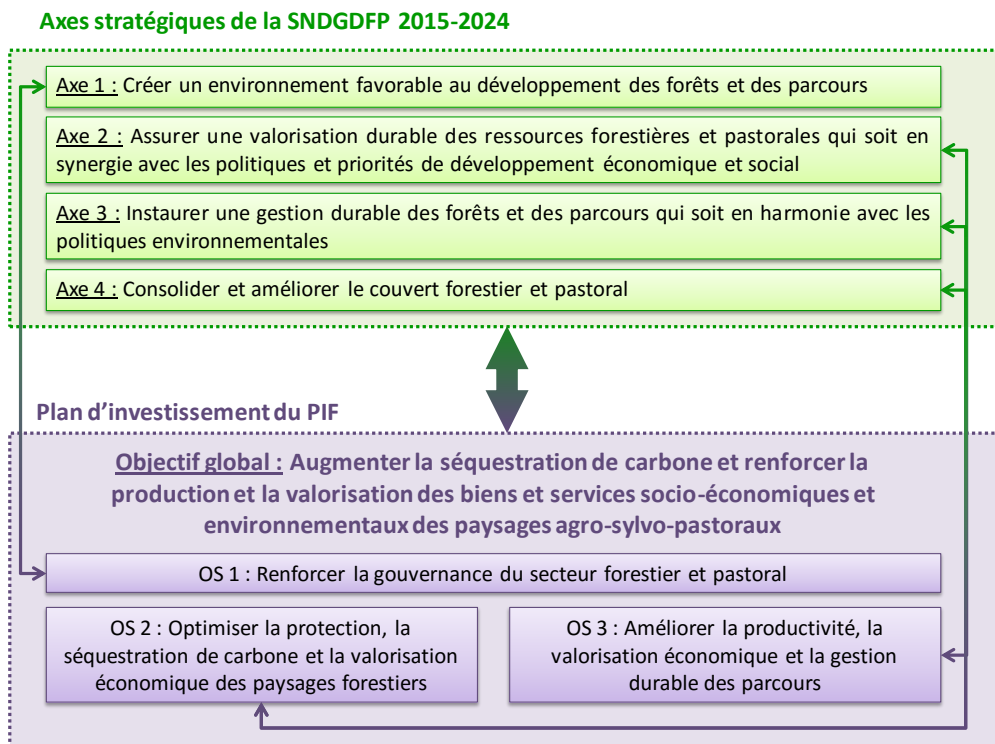 Axes stratégiques de la SNDGDFP 2015-2024
Axe 1 : Créer un environnement favorable au développement des forêts et des parcours
Axe 2 : Assurer une valorisation durable des ressources forestières et pastorales qui soit en
synergie avec les politiques et priorités de développement économique et social
Axe 3 : Instaurer une gestion durable des forêts et des parcours qui soit en harmonie avec les
politiques environnementales
Axe 4 : Consolider et améliorer le couvert forestier et pastoral
Plan d'investissement du PIF
Objectif global : Augmenter la séquestration de carbone et renforcer la
production et la valorisation des biens et services socio-économiques et
environnementaux des paysages agro-sylvo-pastoraux
OS 1 : Renforcer la gouvernance du secteur forestier et pastoral
OS 2 : Optimiser la protection, la
séquestration de carbone et la valorisation
économique des paysages forestiers
OS 3 : Améliorer la productivité, la
valorisation économique et la gestion
durable des parcours